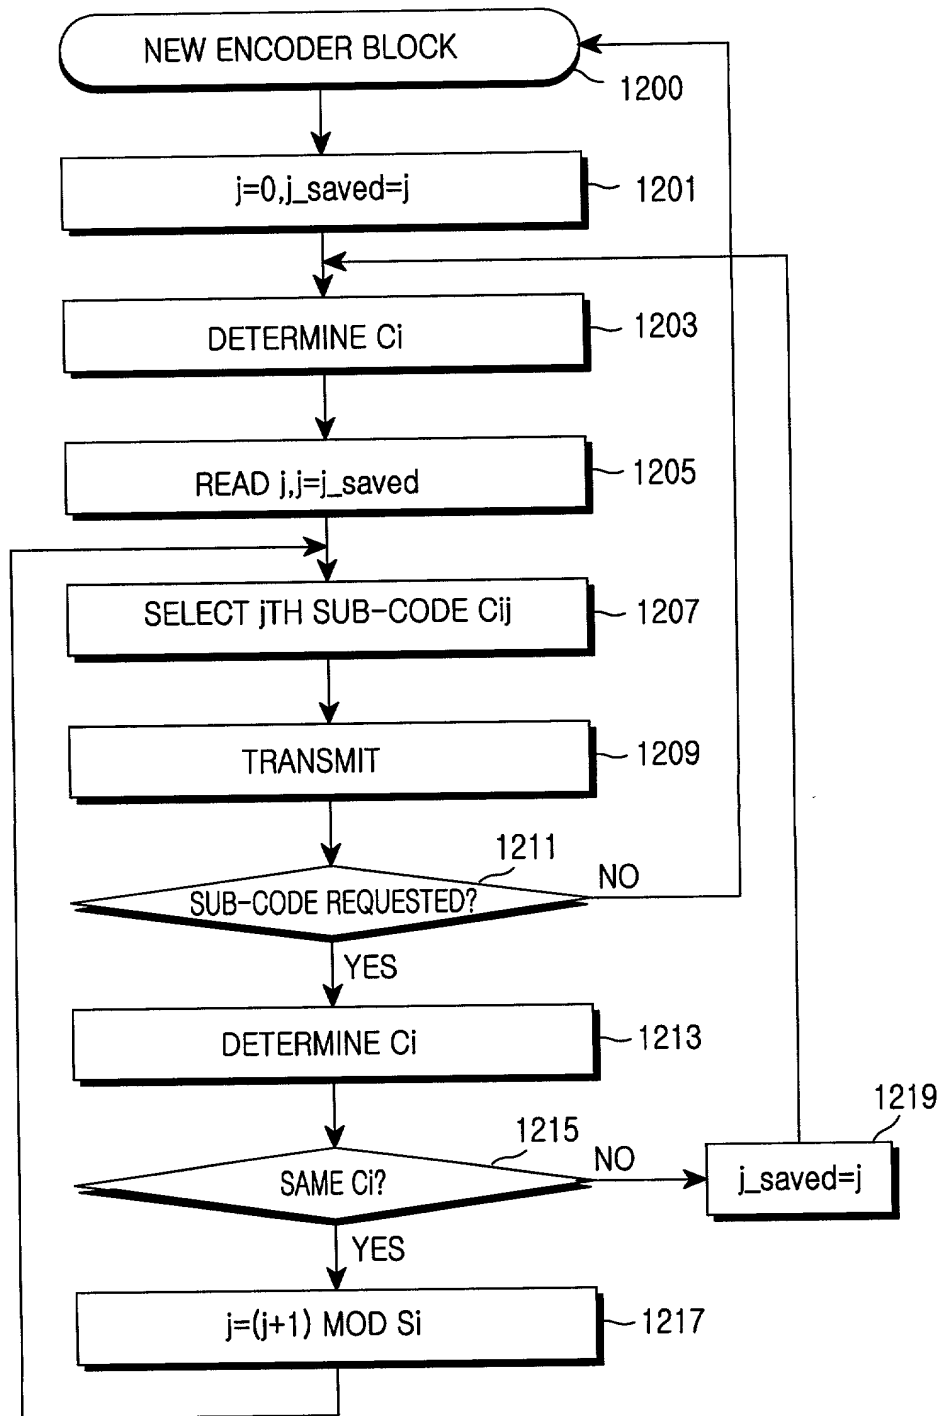 NEW ENCODER BLOCK
1200
j=0,j_saved=j
1201
DETERMINE Ci
1203
READ j,j=j_saved
1205
SELECT jTH SUB-CODE Cij
1207
TRANSMIT
1209
1211
SUB-CODE REQUESTED?
NO
YES
DETERMINE Ci
1213
1215
SAME Ci?
NO
1219
j_saved=j
YES
j=(j+1) MOD Si
1217